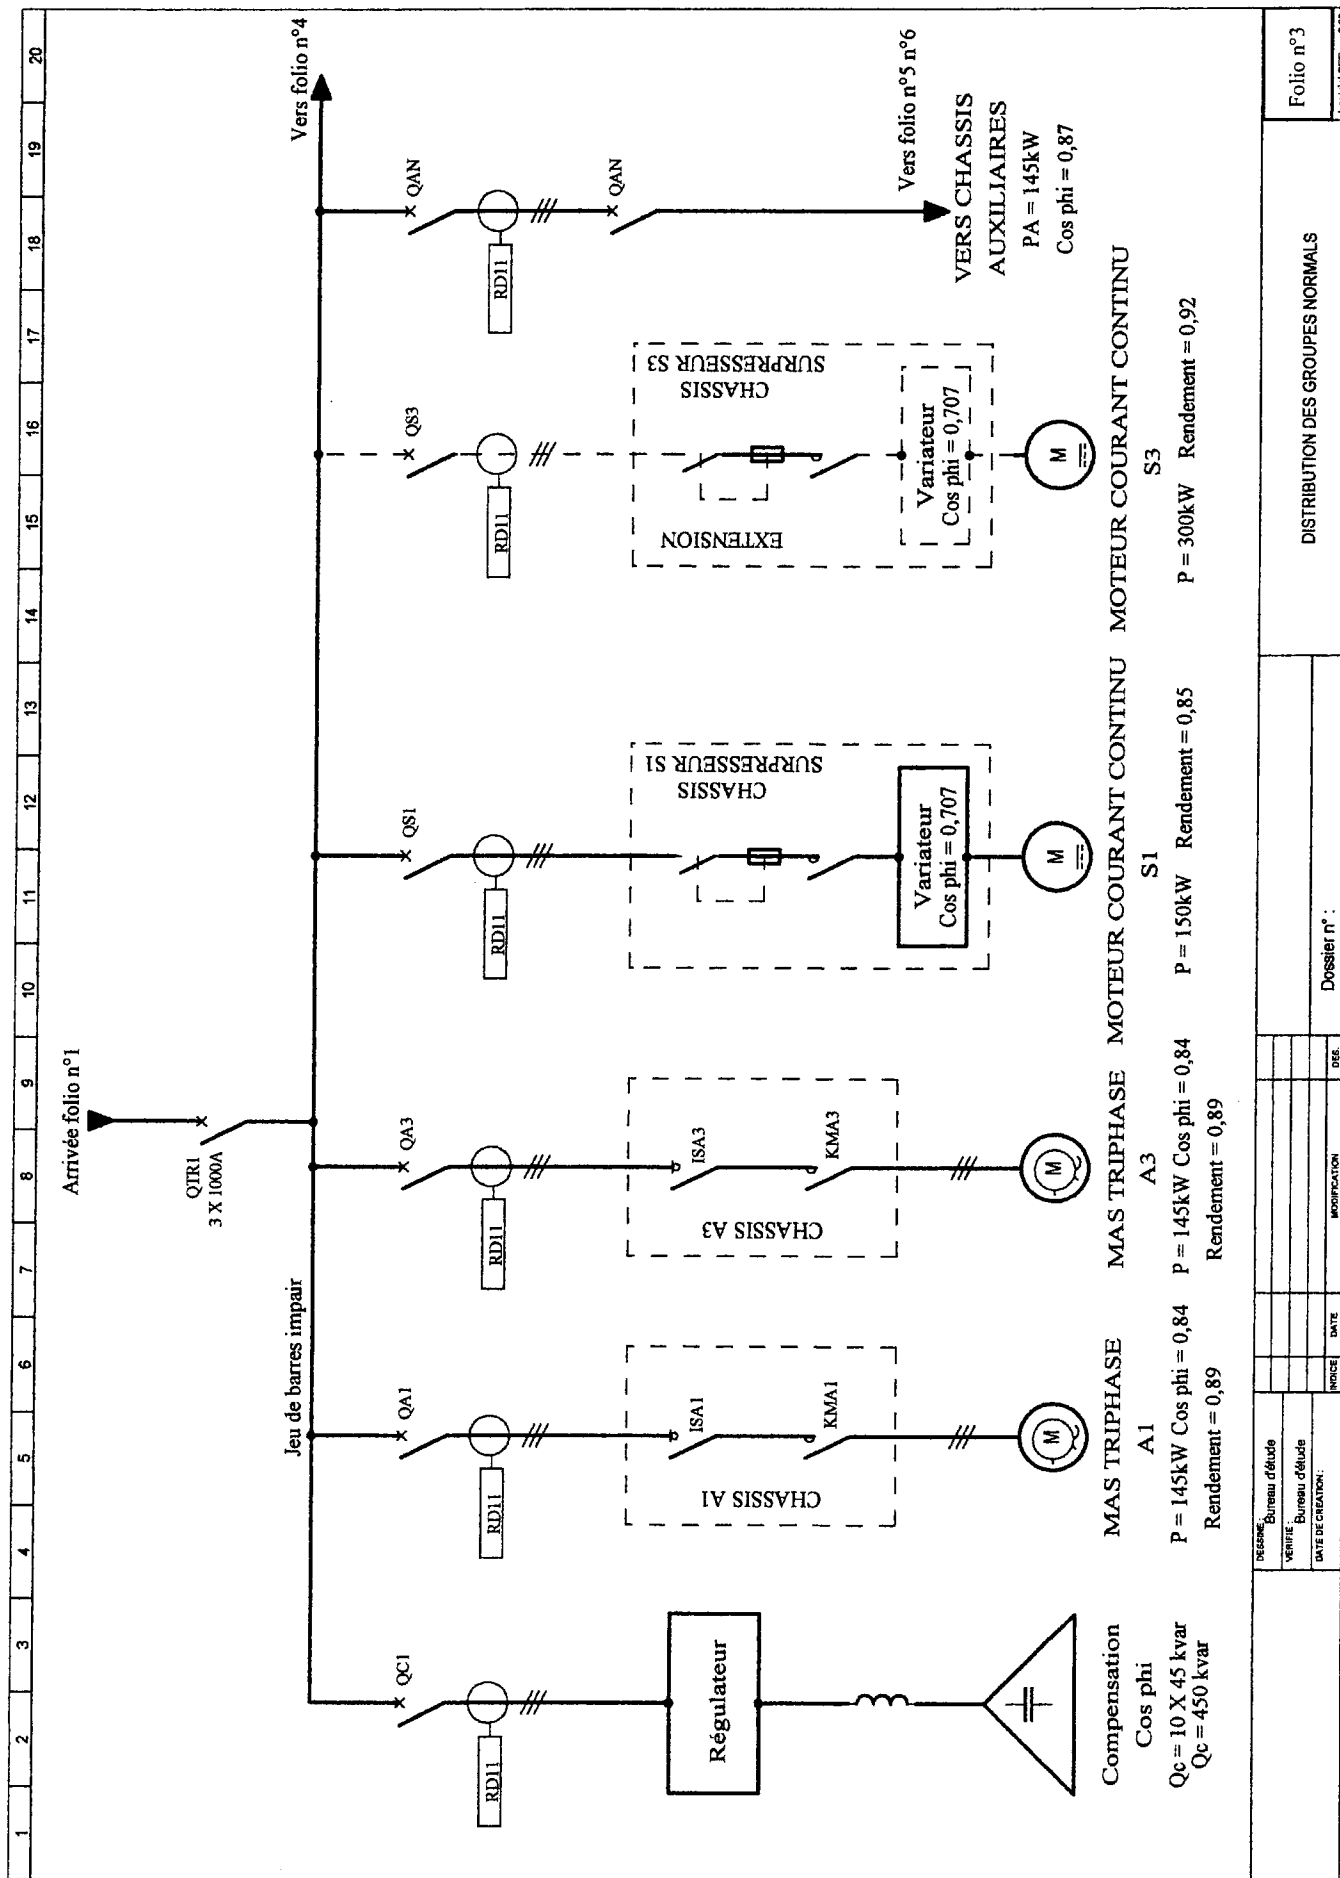 1 2 3 4 5 6 7 8 9 10 11 12 13 14 15 16 17 18 19 20
Arrivée folio n°1
QTR1
3 X 1000A
Jeu de barres impair
Vers folio n°4
QC1
RD11
Régulateur
Compensation
Cos phi
Qc = 10 X 45 kvar
Qc = 450 kvar
QA1
RD11
ISA1
KMA1
CHASSIS A1
MAS TRIPHASE
A1
P = 145kW Cos phi = 0,84
Rendement = 0,89
QA3
RD11
ISA3
KMA3
CHASSIS A3
MAS TRIPHASE
A3
P = 145kW Cos phi = 0,84
Rendement = 0,89
QS1
RD11
CHASSIS
SURPRESSEUR S1
Variateur
Cos phi = 0,707
M
MOTEUR COURANT CONTINU
S1
P = 150kW Rendement = 0,85
QS3
RD11
CHASSIS
SURPRESSEUR S3
EXTENSION
Variateur
Cos phi = 0,707
M
MOTEUR COURANT CONTINU
S3
P = 300kW Rendement = 0,92
QAN
RD11
QAN
Vers folio n°5 n°6
VERS CHASSIS
AUXILIAIRES
PA = 145kW
Cos phi = 0,87
M
M
DESSINE:
Bureau d'étude
VERIFIE:
Bureau d'étude
DATE DE CREATION:
INDICE DATE MODIFICATION DES.
Dossier n° :
DISTRIBUTION DES GROUPES NORMALS
Folio n°3